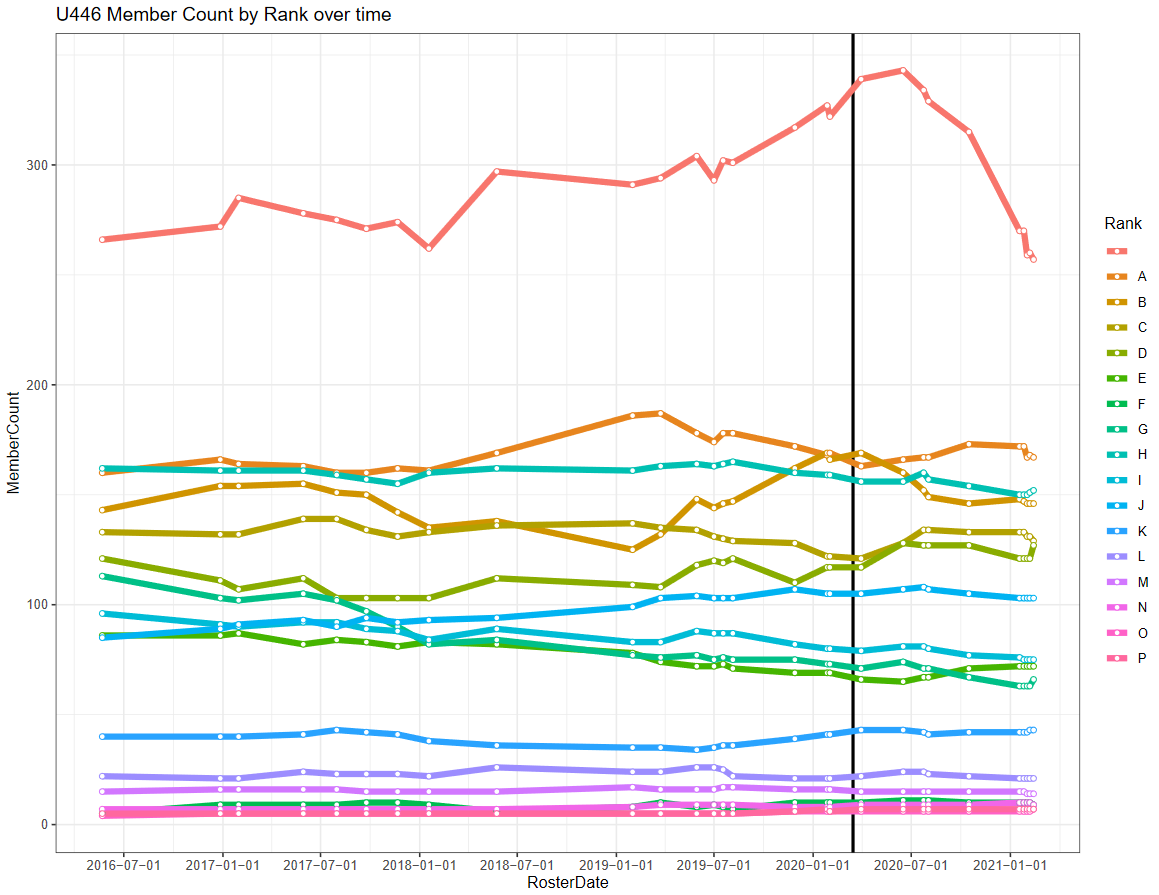 U446 Member Count by Rank over time
MemberCount
300
200
100
0
2016-07-01 2017-01-01 2017-07-01 2018-01-01 2018-07-01 2019-01-01 2019-07-01 2020-01-01 2020-07-01 2021-01-01
RosterDate
Rank
A
B
C
D
E
F
G
H
I
J
K
L
M
N
O
P